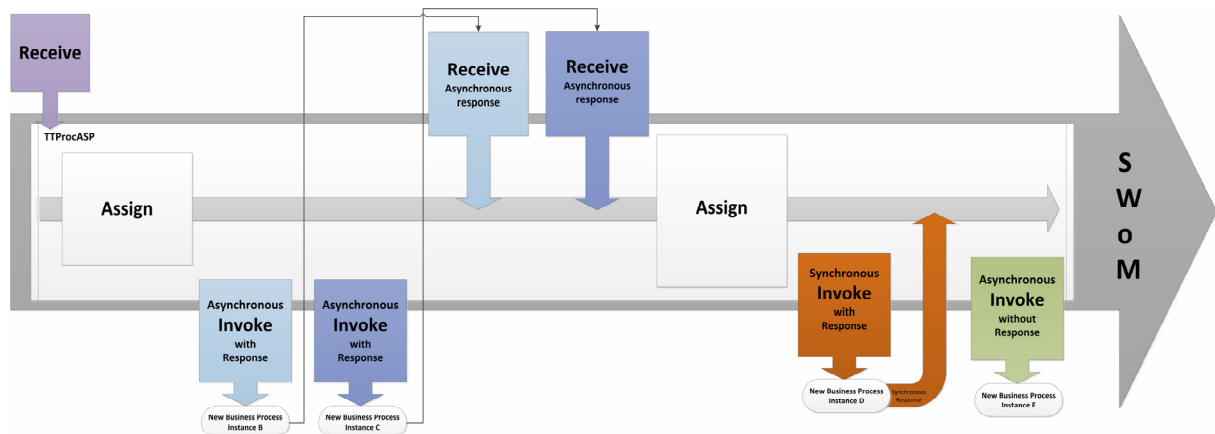 Receive
TTProcASP
Assign
Asynchronous
Invoke
with
Response
New Business Process
Instance B
Asynchronous
Invoke
with
Response
New Business Process
Instance C
Receive
Asynchronous
response
Receive
Asynchronous
response
Assign
Synchronous
Invoke
with
Response
New Business Process
Instance D
Synchronous
Response
Asynchronous
Invoke
without
Response
New Business Process
Instance E
S
W
o
M